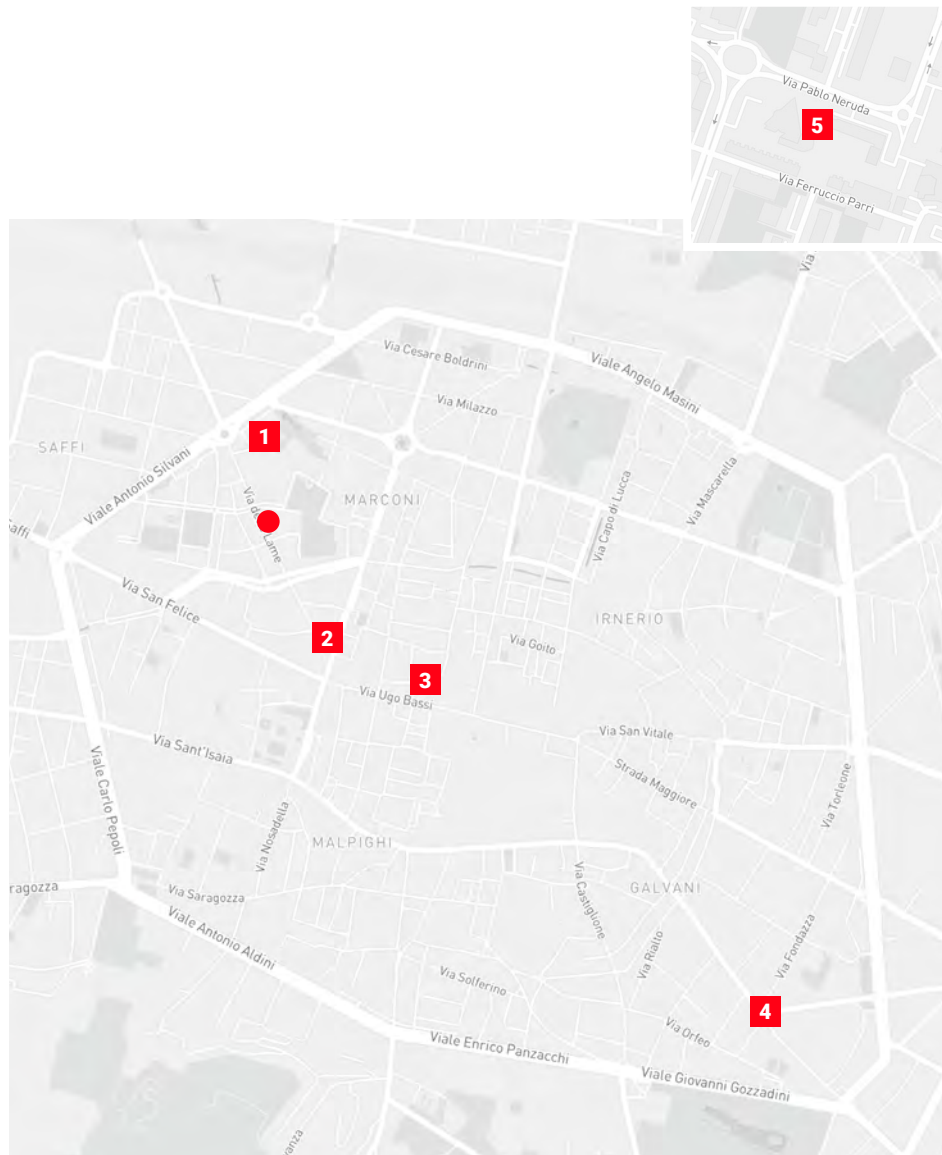 Via Pablo Neruda
5
Via Ferruccio Parri
Via
Viale Angelo Masini
Via Cesare Boldrini
Via Milazzo
1
SAFFI
Viale Antonio Silvani
MARCONI
Via Mascarella
Via Capo di Lucca
Via Lame
Saffi
Via San Felice
IRNERIO
2
Via Goito
3
Via Ugo Bassi
Via San Vitale
Via Sant'Isaia
Strada Maggiore
Viale Carlo Pepoli
Via Torleone
Via Nosadella
MALPIGHI
ragozza
Via Saragozza
GALVANI
Via Castiglione
Viale Antonio Aldini
Via Fondazza
Via Rialto
Via Solferino
4
Via Orfeo
Viale Enrico Panzacchi
Viale Giovanni Gozzadini
vanza